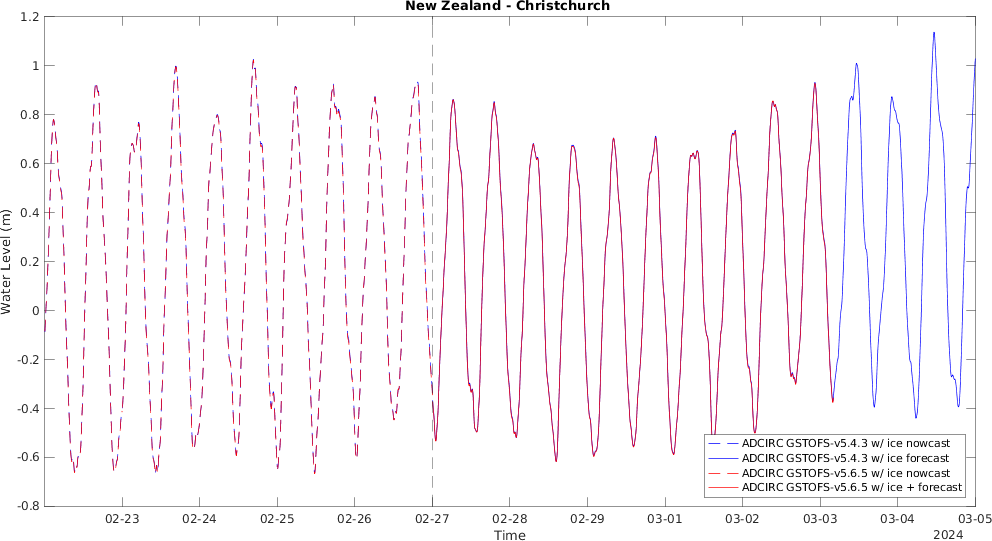 New Zealand - Christchurch
1.2
1
0.8
0.6
0.4
0.2
0
-0.2
-0.4
-0.6
-0.8
Water Level (m)
ADCIRC GSTOFS-v5.4.3 w/ ice nowcast
ADCIRC GSTOFS-v5.4.3 w/ ice forecast
ADCIRC GSTOFS-v5.6.5 w/ ice nowcast
ADCIRC GSTOFS-v5.6.5 w/ ice + forecast
02-23 02-24 02-25 02-26 02-27 02-28 02-29 03-01 03-02 03-03 03-04 03-05
Time
2024